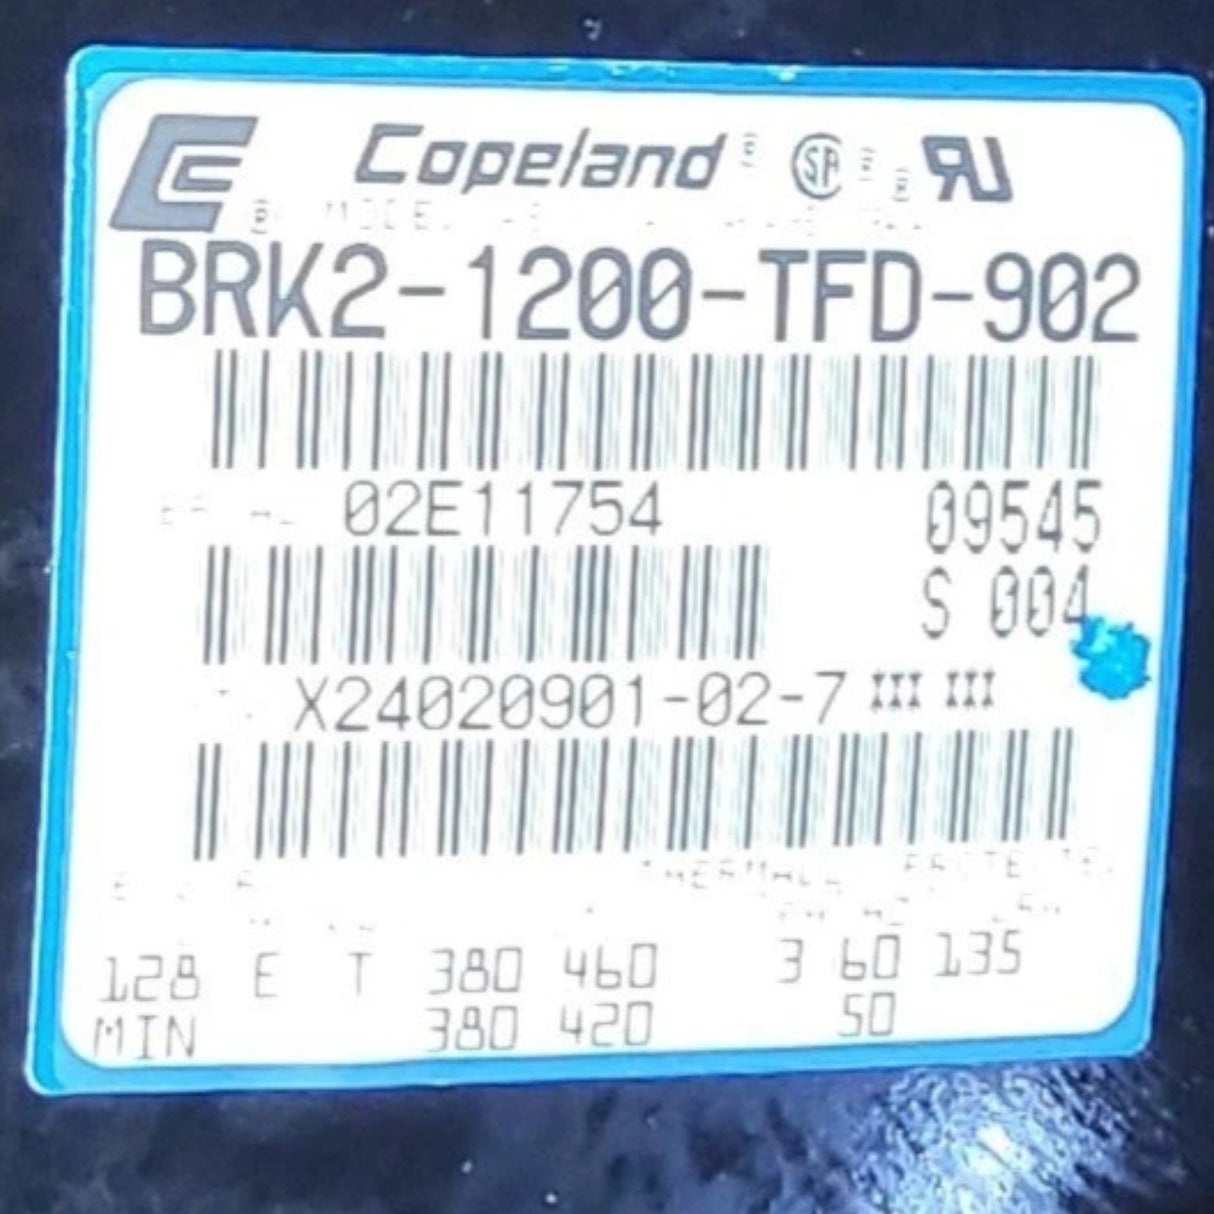 Copeland
BRK2-1200-TFD-902
02E11754 09545
S 004
X24020901-02-7
128 E T 380 460 3 60 135
MIN 380 420 50